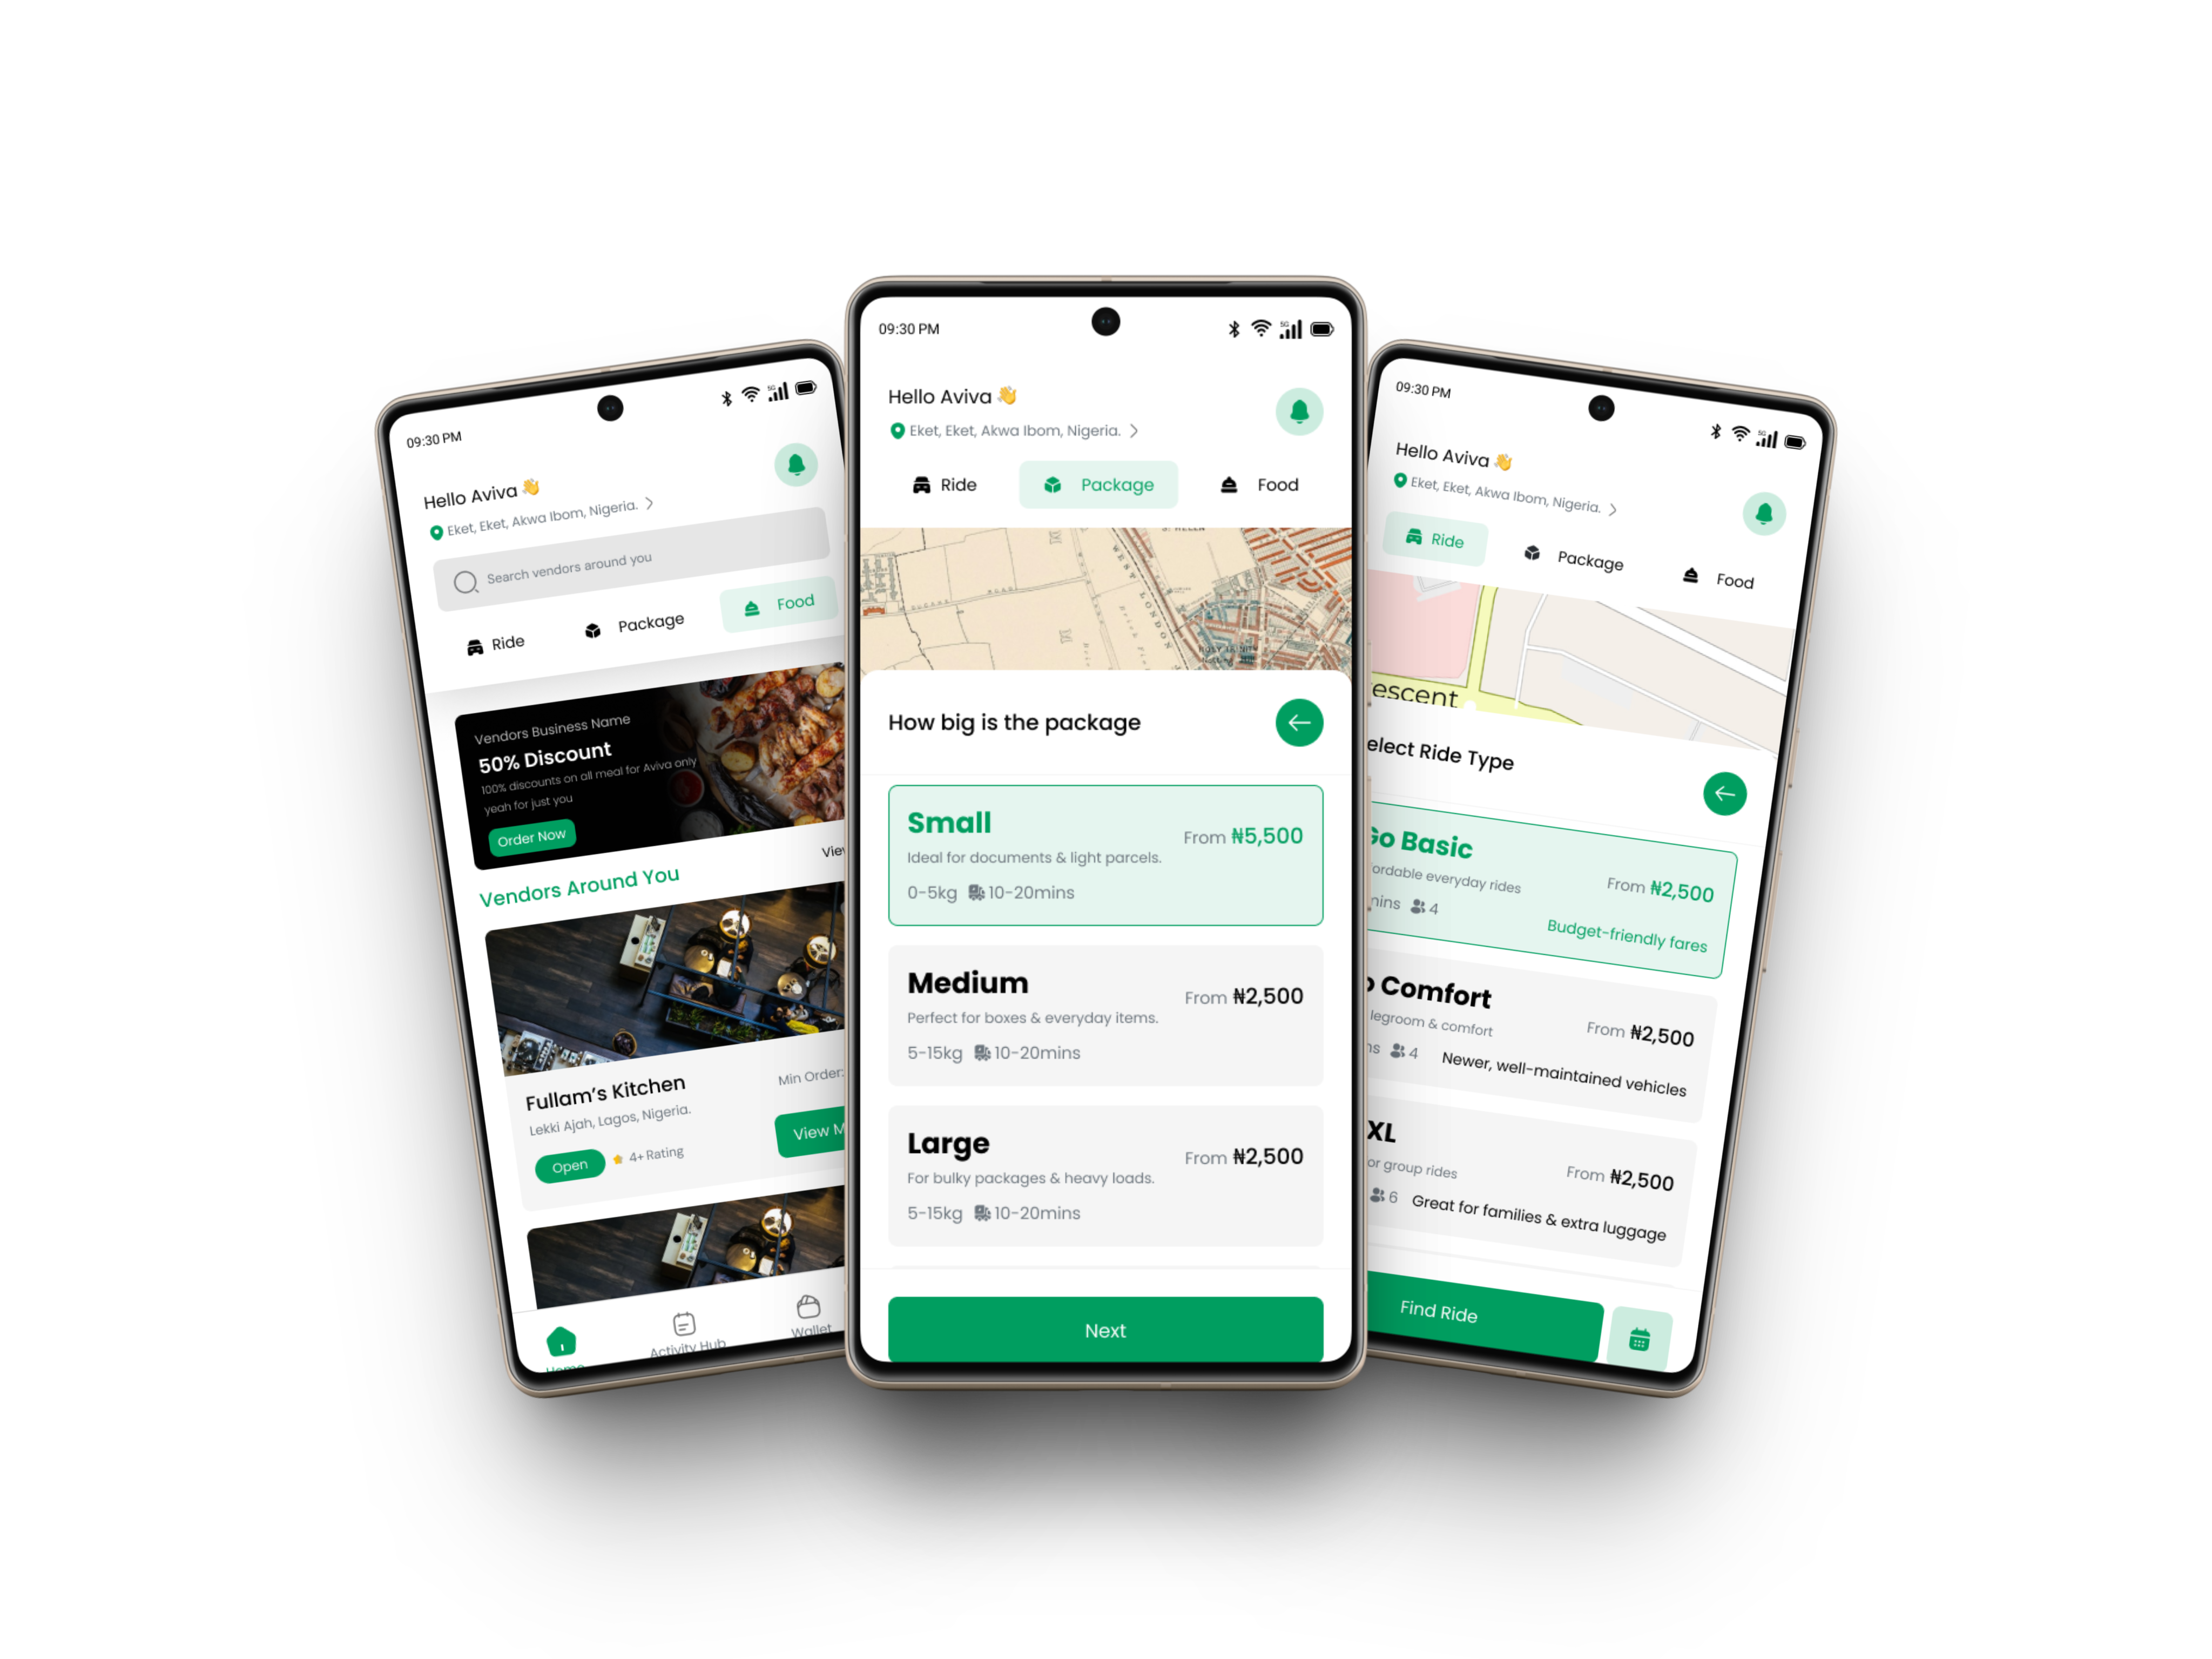 09:30 PM
Hello Aviva 👋
Eket, Eket, Akwa Ibom, Nigeria.
Search vendors around you
Ride
Package
Food
Vendors Business Name
50% Discount
100% discounts on all meal for Aviva only
yeah for just you
Order Now
Vendors Around You
Fullam's Kitchen
Min Order:
Lekki Ajah, Lagos, Nigeria.
Open
4+ Rating
View M
Home
Activity Hub
Wallet
09:30 PM
5G
Hello Aviva 👋
Eket, Eket, Akwa Ibom, Nigeria.
Ride
Package
Food
WEST LONDON
How big is the package
Small
From ₦5,500
Ideal for documents & light parcels.
0-5kg 10-20mins
Medium
From ₦2,500
Perfect for boxes & everyday items.
5-15kg 10-20mins
Large
From ₦2,500
For bulky packages & heavy loads.
5-15kg 10-20mins
Next
09:30 PM
Hello Aviva 👋
Eket, Eket, Akwa Ibom, Nigeria.
Ride
Package
Food
escent
elect Ride Type
Go Basic
From ₦2,500
ordable everyday rides
mins 4
Budget-friendly fares
Comfort
From ₦2,500
legroom & comfort
4 Newer, well-maintained vehicles
XL
From ₦2,500
or group rides
6 Great for families & extra luggage
Find Ride